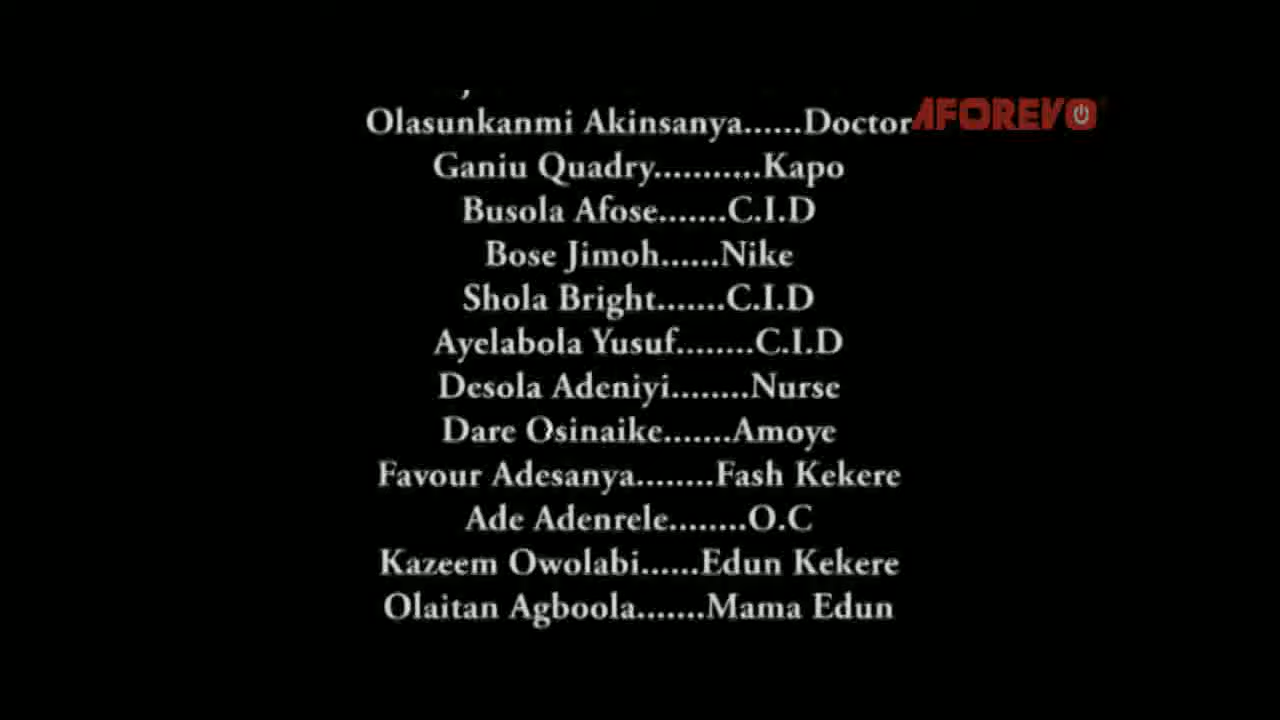 Olasunkanmi Akinsanya......Doctor
AFOREVO
Ganiu Quadry...........Kapo
Busola Afose.......C.I.D
Bose Jimoh......Nike
Shola Bright.......C.I.D
Ayelabola Yusuf........C.I.D
Desola Adeniyi........Nurse
Dare Osinaike.......Amoye
Favour Adesanya........Fash Kekere
Ade Adenrele........O.C
Kazeem Owolabi......Edun Kekere
Olaitan Agboola.......Mama Edun